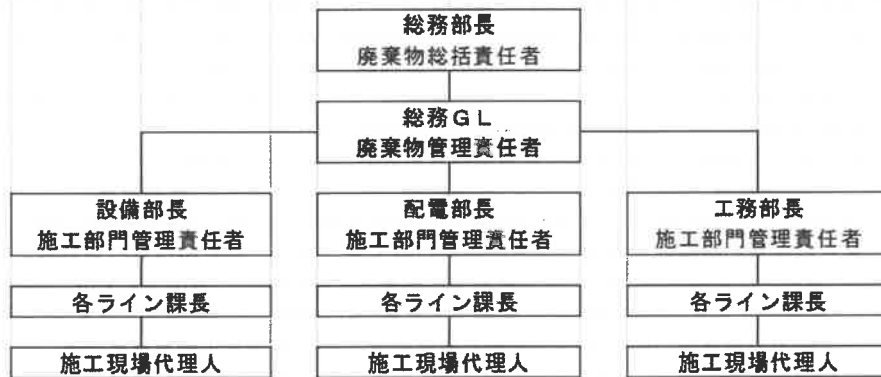 総務部長
廃棄物総括責任者
総務GL
廃棄物管理責任者
設備部長
施工部門管理責任者
配電部長
施工部門管理責任者
工務部長
施工部門管理責任者
各ライン課長
各ライン課長
各ライン課長
施工現場代理人
施工現場代理人
施工現場代理人